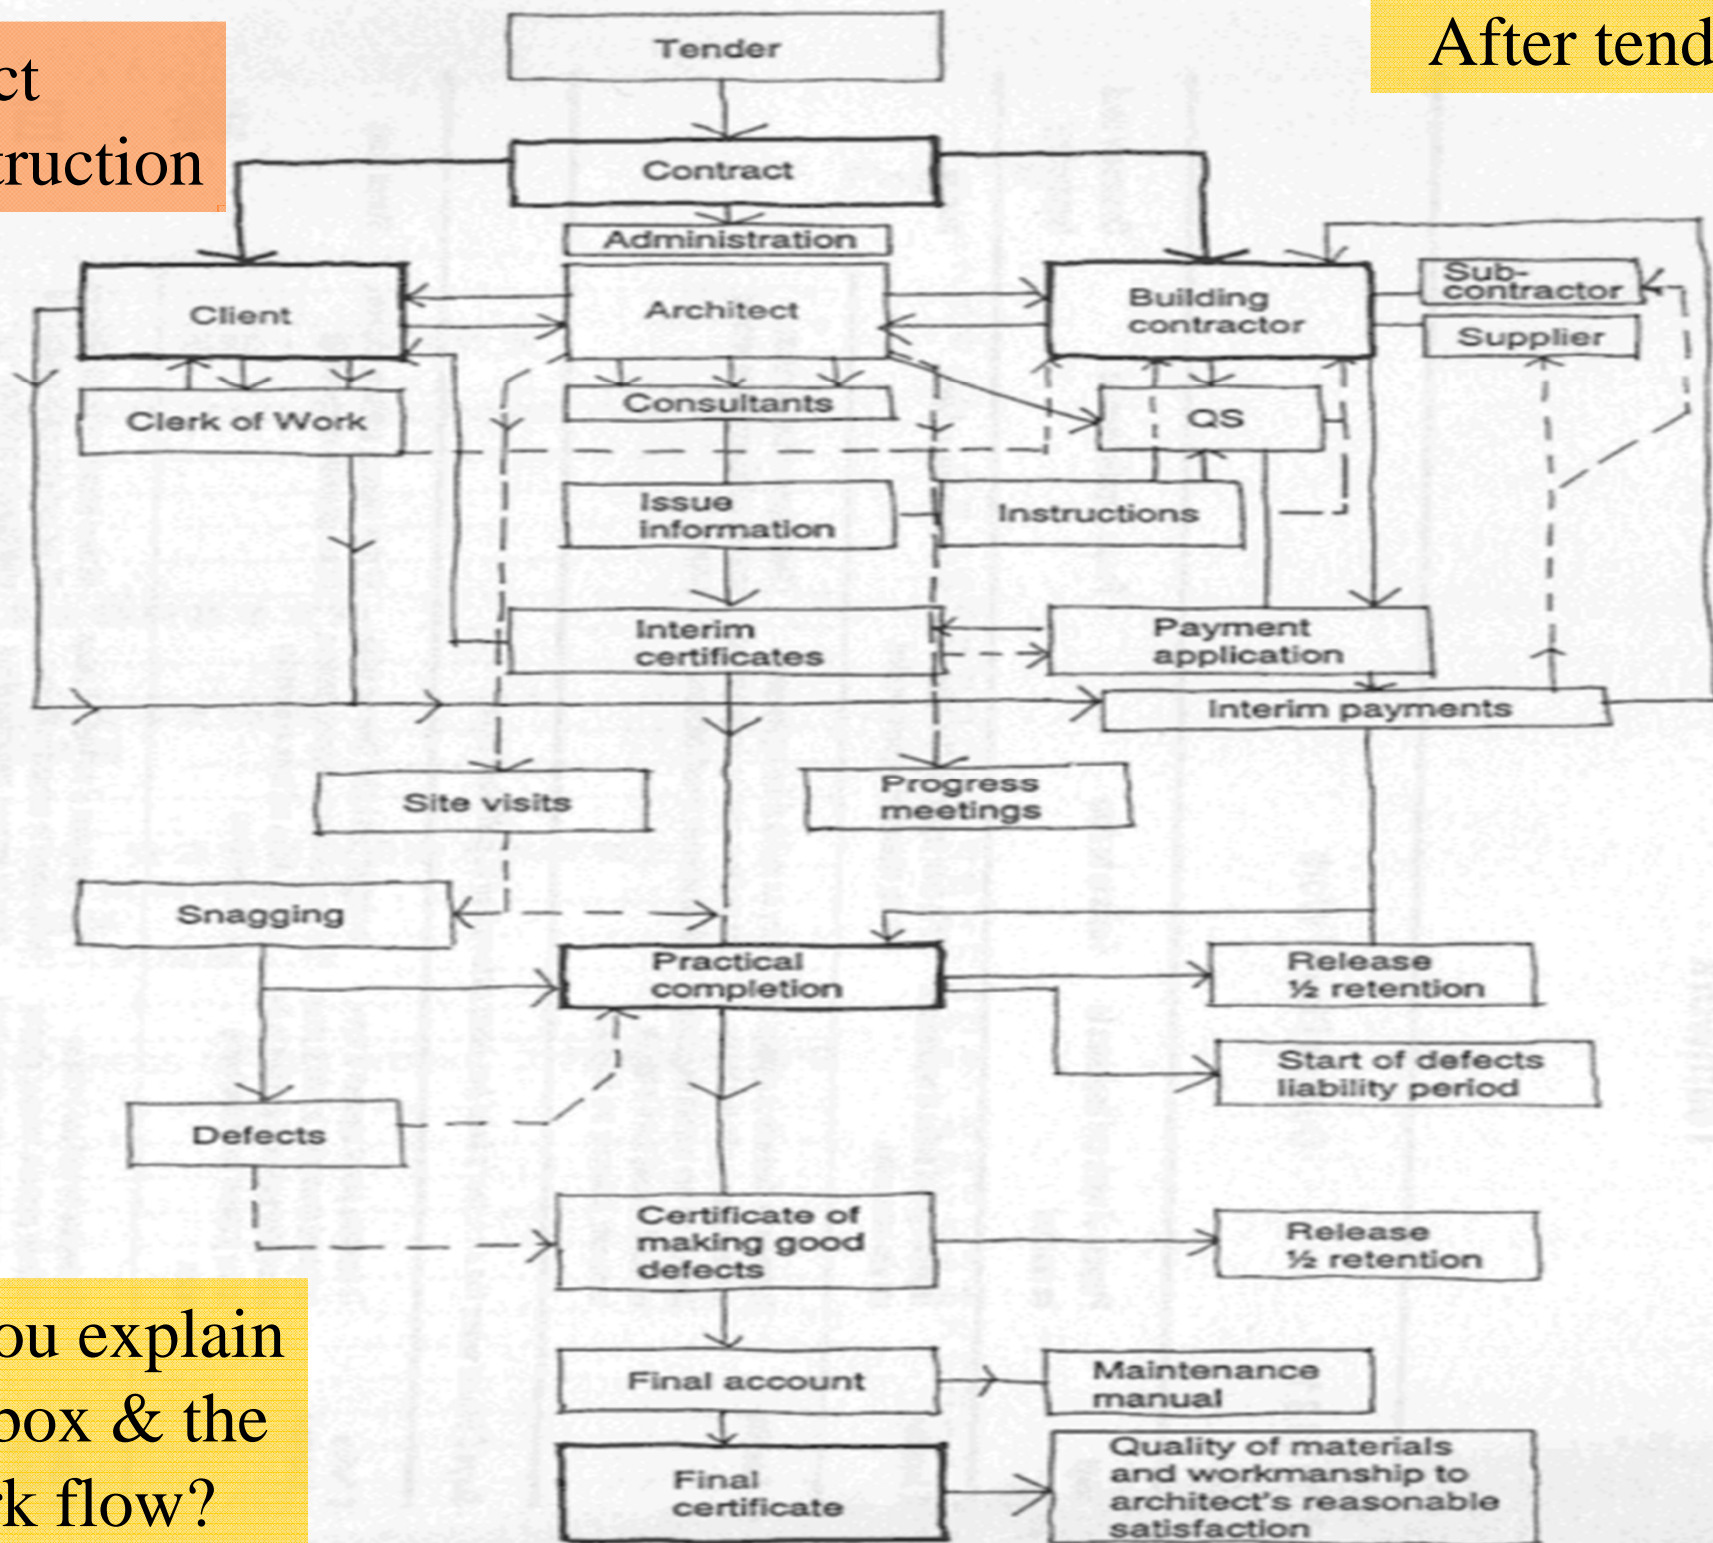 ct
truction
After tend
Tender
Contract
Administration
Client
Architect
Building
contractor
Sub-
contractor
Supplier
Clerk of Work
Consultants
QS
Issue
information
Instructions
Interim
certificates
Payment
application
Interim payments
Site visits
Progress
meetings
Snagging
Practical
completion
Release
½ retention
Start of defects
liability period
Defects
Certificate of
making good
defects
Release
½ retention
Final account
Maintenance
manual
Final
certificate
Quality of materials
and workmanship to
architect's reasonable
satisfaction
ou explain
box & the
rk flow?